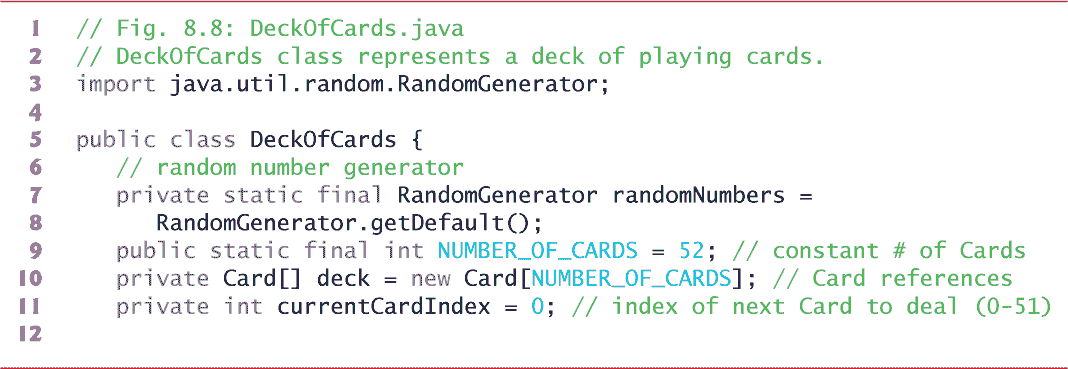 1 // Fig. 8.8: DeckOfCards.java
2 // DeckOfCards class represents a deck of playing cards.
3 import java.util.random.RandomGenerator;
4
5 public class DeckOfCards {
6 // random number generator
7 private static final RandomGenerator randomNumbers =
8 RandomGenerator.getDefault();
9 public static final int NUMBER_OF_CARDS = 52; // constant # of Cards
10 private Card[] deck = new Card[NUMBER_OF_CARDS]; // Card references
11 private int currentCardIndex = 0; // index of next Card to deal (0-51)
12